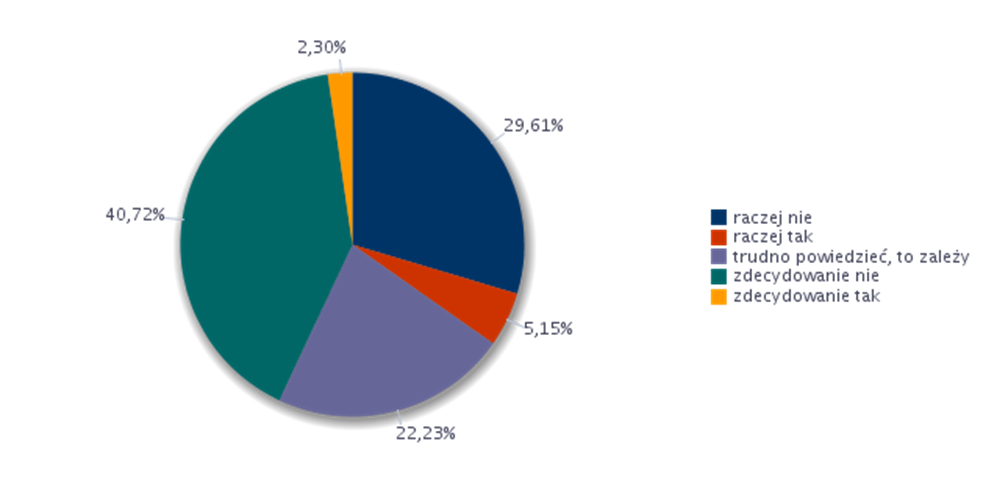 2,30%
29,61%
40,72%
5,15%
22,23%
raczej nie
raczej tak
trudno powiedzieć, to zależy
zdecydowanie nie
zdecydowanie tak